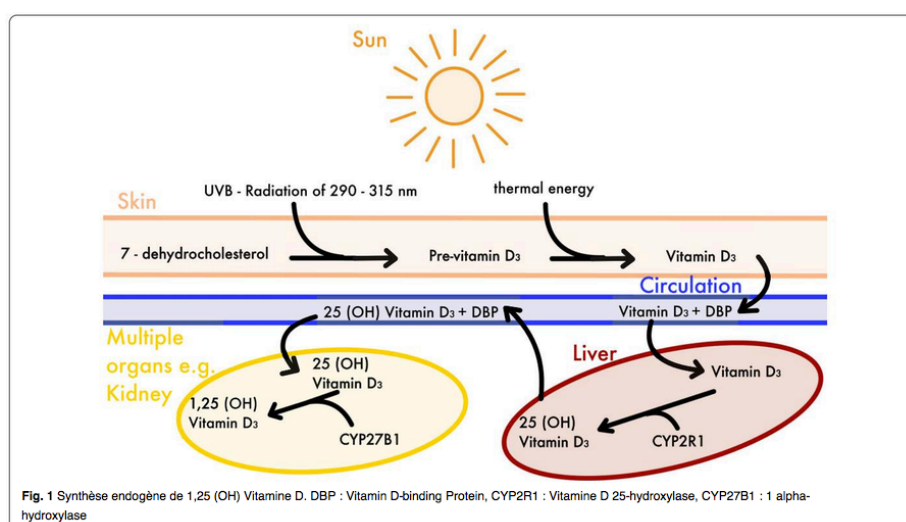 Sun
UVB - Radiation of 290 - 315 nm
thermal energy
Skin
7 - dehydrocholesterol
Pre-vitamin D₃
Vitamin D₃
Circulation
25 (OH) Vitamin D₃ + DBP
Vitamin D₃ + DBP
Multiple
organs e.g.
Kidney
25 (OH)
Vitamin D₃
1,25 (OH)
Vitamin D₃
CYP27B1
Liver
Vitamin D₃
25 (OH)
Vitamin D₃
CYP2R1
Fig. 1 Synthèse endogène de 1,25 (OH) Vitamine D. DBP : Vitamin D-binding Protein, CYP2R1 : Vitamine D 25-hydroxylase, CYP27B1 : 1 alpha-
hydroxylase